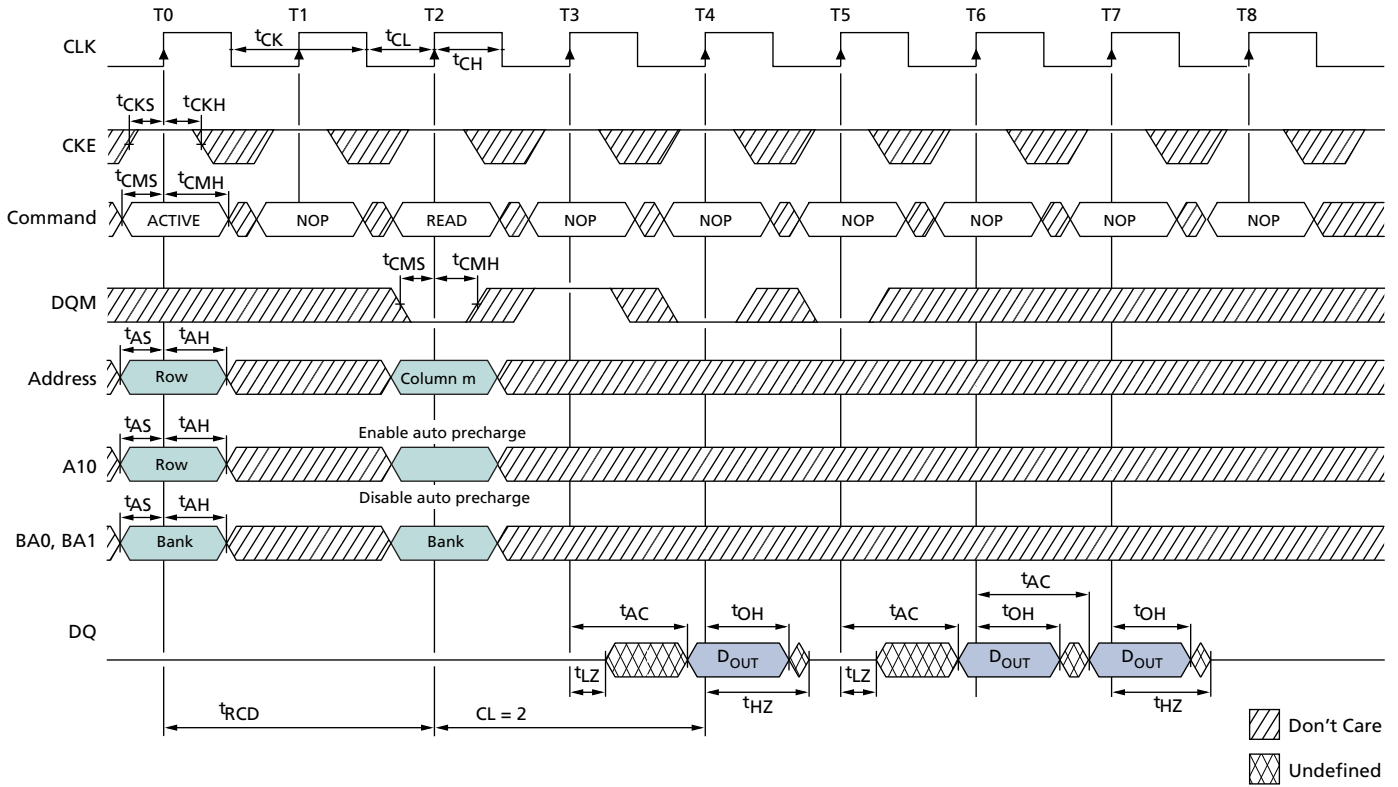 T0 T1 T2 T3 T4 T5 T6 T7 T8
CLK
tCK tCL
tCH
tCKS tCKH
CKE
tCMS tCMH
Command ACTIVE NOP READ NOP NOP NOP NOP NOP NOP
tCMS tCMH
DQM
tAS tAH
Address Row Column m
tAS tAH Enable auto precharge
A10 Row
tAS tAH Disable auto precharge
BA0, BA1 Bank Bank
tAC
tAC tOH tAC tOH tOH
DQ
DOUT DOUT DOUT
tLZ tLZ
tHZ tHZ
tRCD CL = 2
Don't Care
Undefined